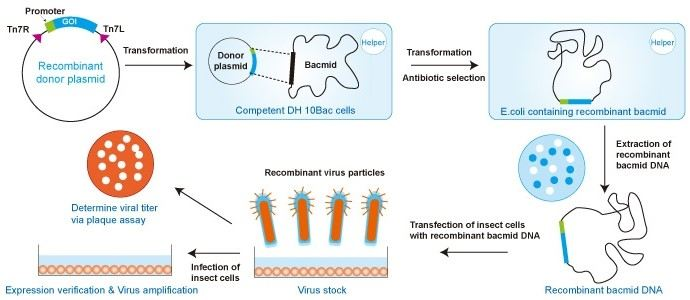 Promoter
GOI
Tn7R
Tn7L
Recombinant
donor plasmid
Transformation
Donor
plasmid
Bacmid
Helper
Competent DH 10Bac cells
Transformation
Antibiotic selection
Helper
E.coli containing recombinant bacmid
Extraction of
recombinant
bacmid DNA
Recombinant bacmid DNA
Transfection of insect cells
with recombinant bacmid DNA
Recombinant virus particles
Virus stock
Determine viral titer
via plaque assay
Infection of
insect cells
Expression verification & Virus amplification